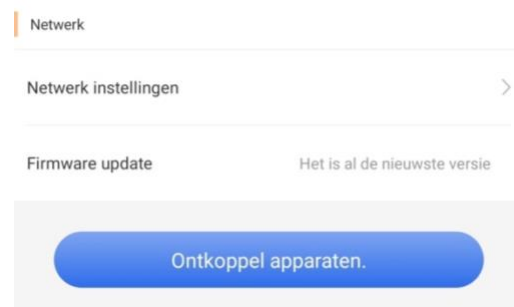 Netwerk
Netwerk instellingen
Firmware update Het is al de nieuwste versie
Ontkoppel apparaten.